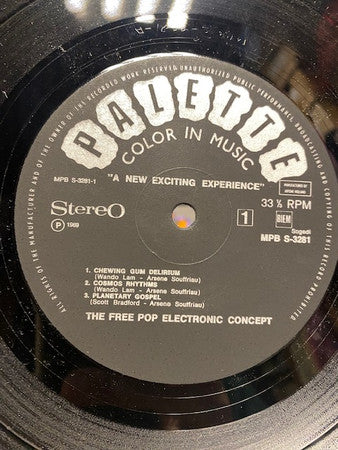 ALL RIGHTS OF THE MANUFACTURER AND OF THE OWNER OF THE RECORDED WORK RESERVED. UNAUTHORIZED PUBLIC PERFORMANCE, BROADCASTING AND COPYING OF THIS RECORD PROHIBITED
PALETTE
COLOR IN MUSIC
MPB S-3281-1
"A NEW EXCITING EXPERIENCE"
Stereo
1
33 ⅓ RPM
BIEM
Sogedi
MPB S-3281
Ⓟ 1969
1. CHEWING GUM DELIRIUM
(Wando Lam - Arsene Souffriau)
2. COSMOS RHYTHMS
(Wando Lam - Arsene Souffriau)
3. PLANETARY GOSPEL
(Scott Bradford - Arsene Souffriau)
THE FREE POP ELECTRONIC CONCEPT